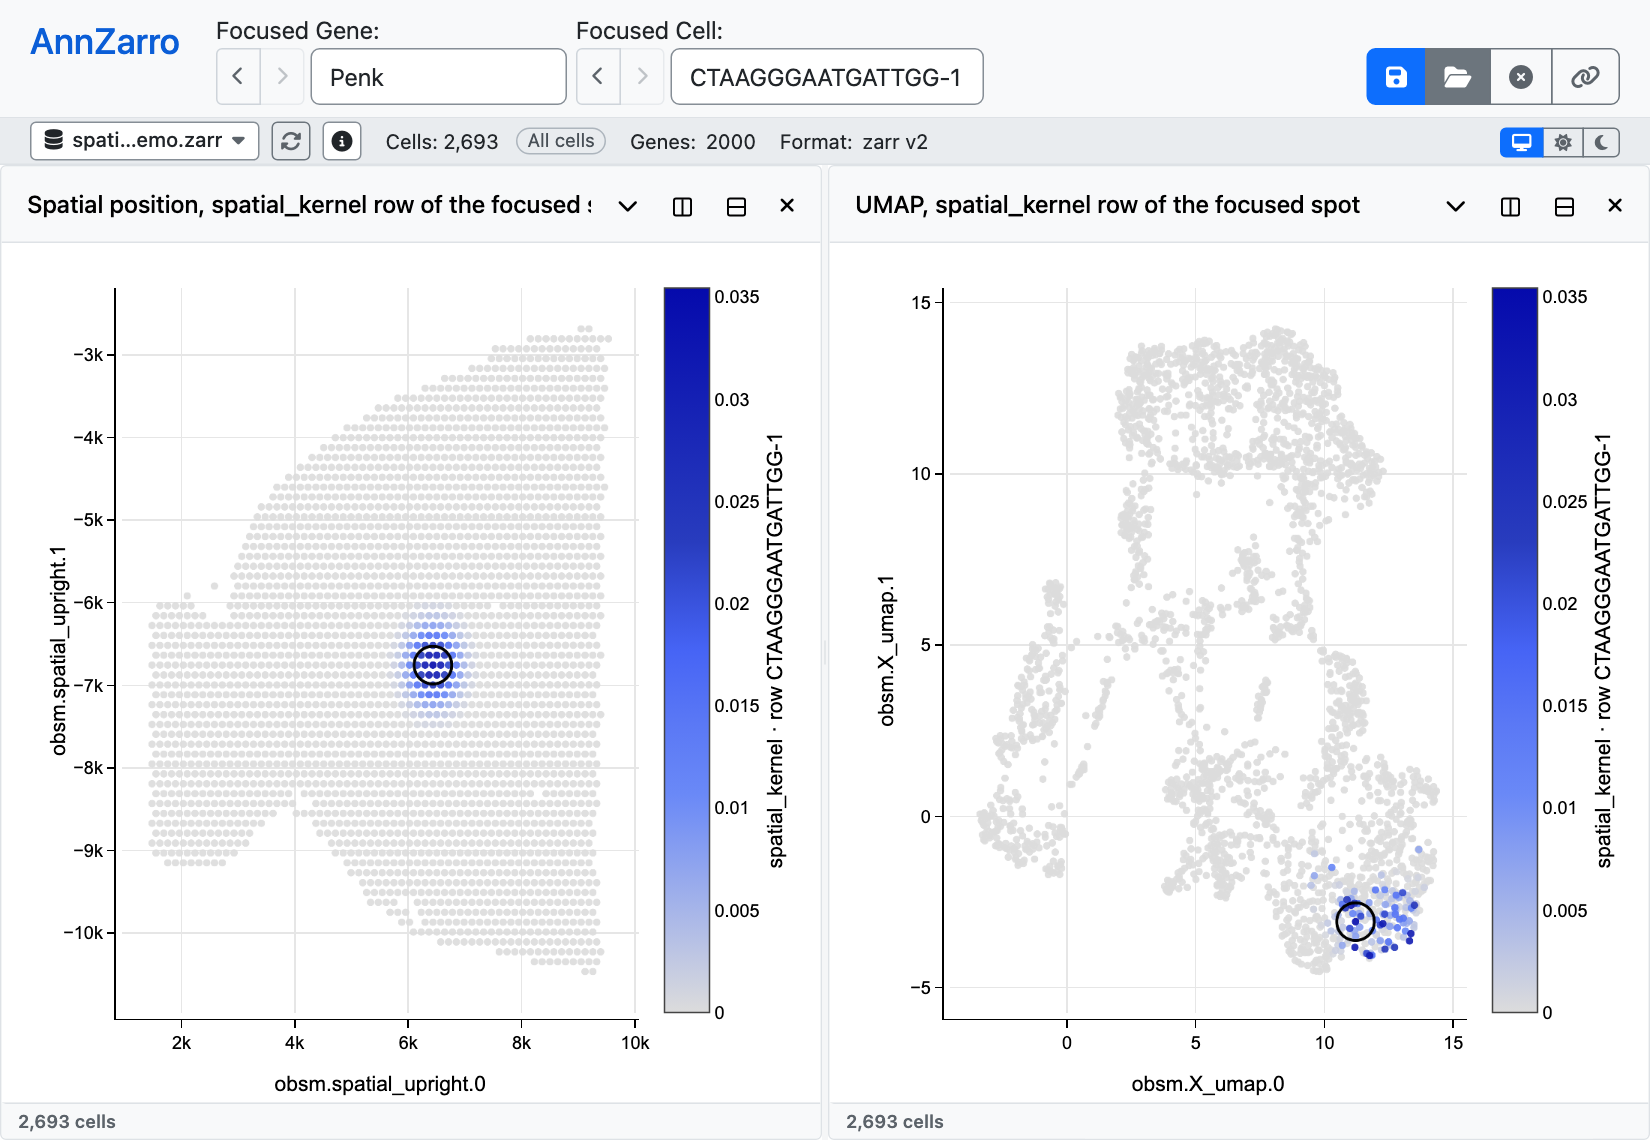 AnnZarro
Focused Gene:
Penk
Focused Cell:
CTAAGGGAATGATTGG-1
spati...emo.zarr
Cells: 2,693
All cells
Genes: 2000
Format: zarr v2
Spatial position, spatial_kernel row of the focused
−3k
−4k
−5k
−6k
−7k
−8k
−9k
−10k
2k
4k
6k
8k
10k
obsm.spatial_upright.1
obsm.spatial_upright.0
0.035
0.03
0.025
0.02
0.015
0.01
0.005
0
spatial_kernel · row CTAAGGGAATGATTGG-1
2,693 cells
UMAP, spatial_kernel row of the focused spot
15
10
5
0
−5
0
5
10
15
obsm.X_umap.1
obsm.X_umap.0
0.035
0.03
0.025
0.02
0.015
0.01
0.005
0
spatial_kernel · row CTAAGGGAATGATTGG-1
2,693 cells